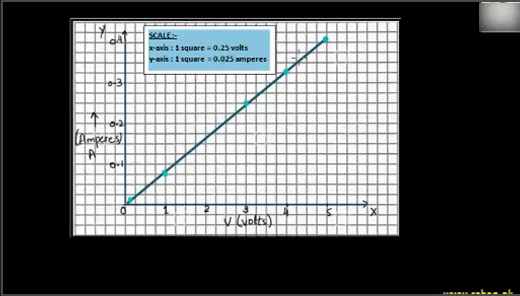 Y
SCALE:-
x-axis : 1 square = 0.25 volts
y-axis : 1 square = 0.025 amperes
0.4
0.3
0.2
(Amperes)
A
0.1
0 1 2 3 4 5 X
V (volts)